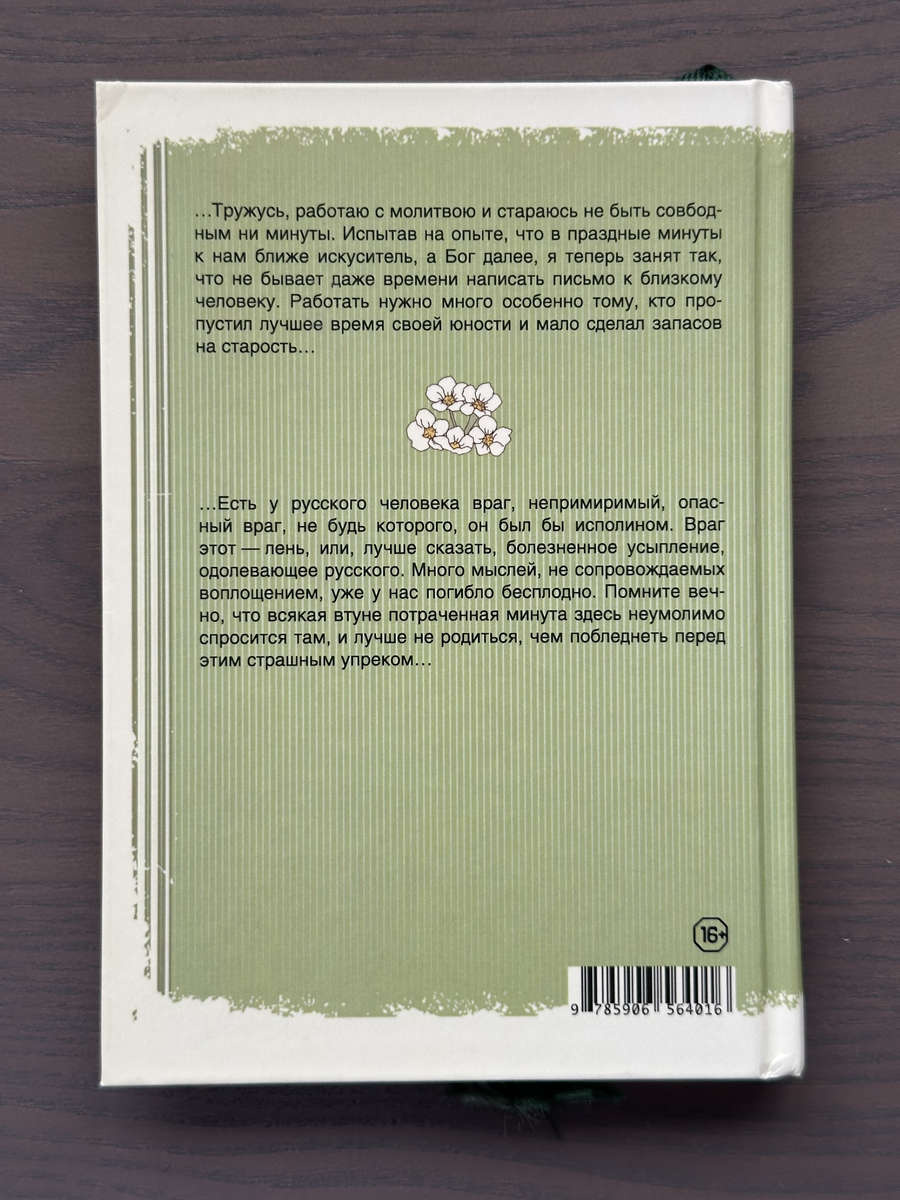 ...Тружусь, работаю с молитвою и стараюсь не быть совбод-
ным ни минуты. Испытав на опыте, что в праздные минуты
к нам ближе искуситель, а Бог далее, я теперь занят так,
что не бывает даже времени написать письмо к близкому
человеку. Работать нужно много особенно тому, кто про-
пустил лучшее время своей юности и мало сделал запасов
на старость...
...Есть у русского человека враг, непримиримый, опас-
ный враг, не будь которого, он был бы исполином. Враг
этот — лень, или, лучше сказать, болезненное усыпление,
одолевающее русского. Много мыслей, не сопровождаемых
воплощением, уже у нас погибло бесплодно. Помните веч-
но, что всякая втуне потраченная минута здесь неумолимо
спросится там, и лучше не родиться, чем побледнеть перед
этим страшным упреком...
16+
9 785906 564016